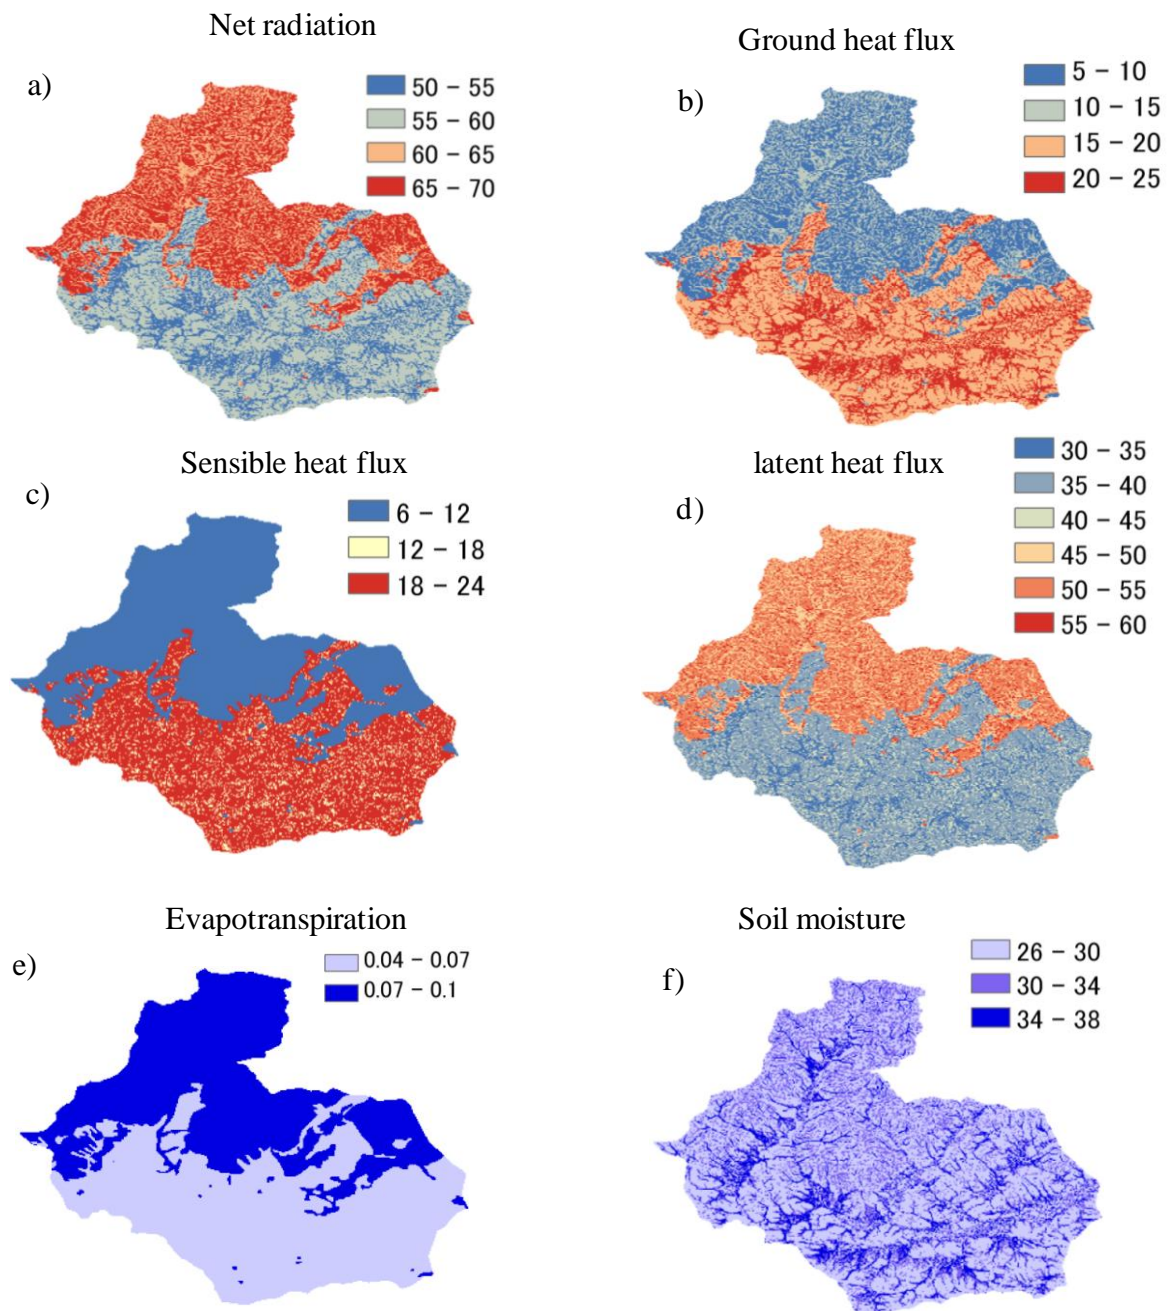 Net radiation
a)
50 – 55
55 – 60
60 – 65
65 – 70
Ground heat flux
b)
5 – 10
10 – 15
15 – 20
20 – 25
Sensible heat flux
c)
6 – 12
12 – 18
18 – 24
latent heat flux
d)
30 – 35
35 – 40
40 – 45
45 – 50
50 – 55
55 – 60
Evapotranspiration
e)
0.04 – 0.07
0.07 – 0.1
Soil moisture
f)
26 – 30
30 – 34
34 – 38